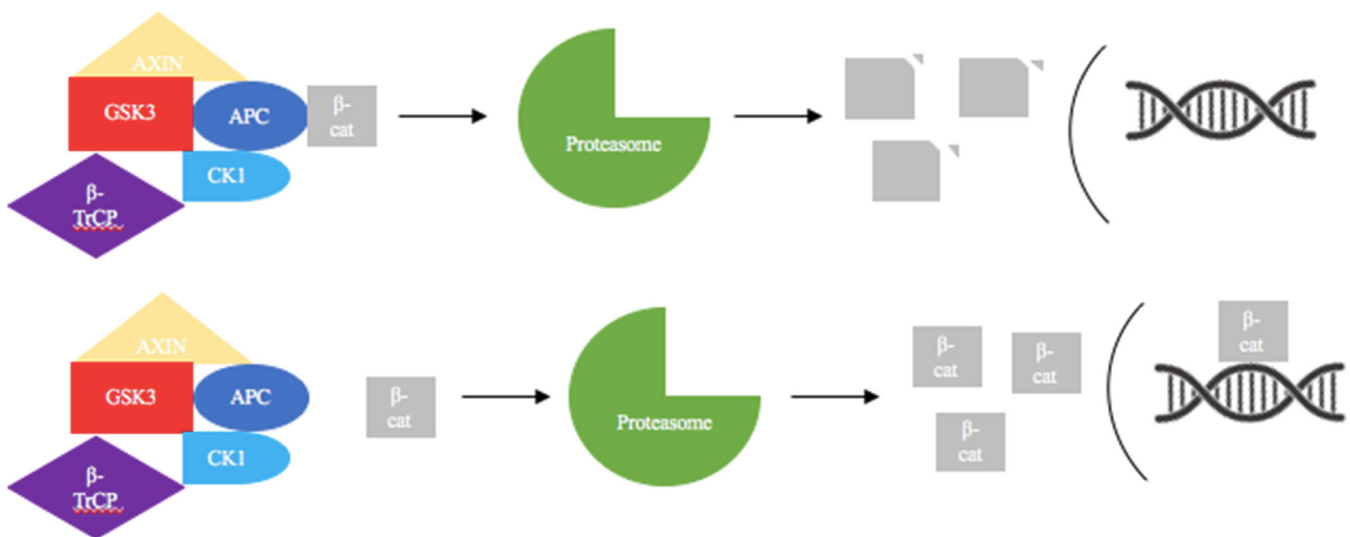 AXIN
GSK3
APC
β-
cat
CK1
β-
TrCP
Proteasome
AXIN
GSK3
APC
β-
cat
CK1
β-
TrCP
Proteasome
β-
cat
β-
cat
β-
cat
β-
cat